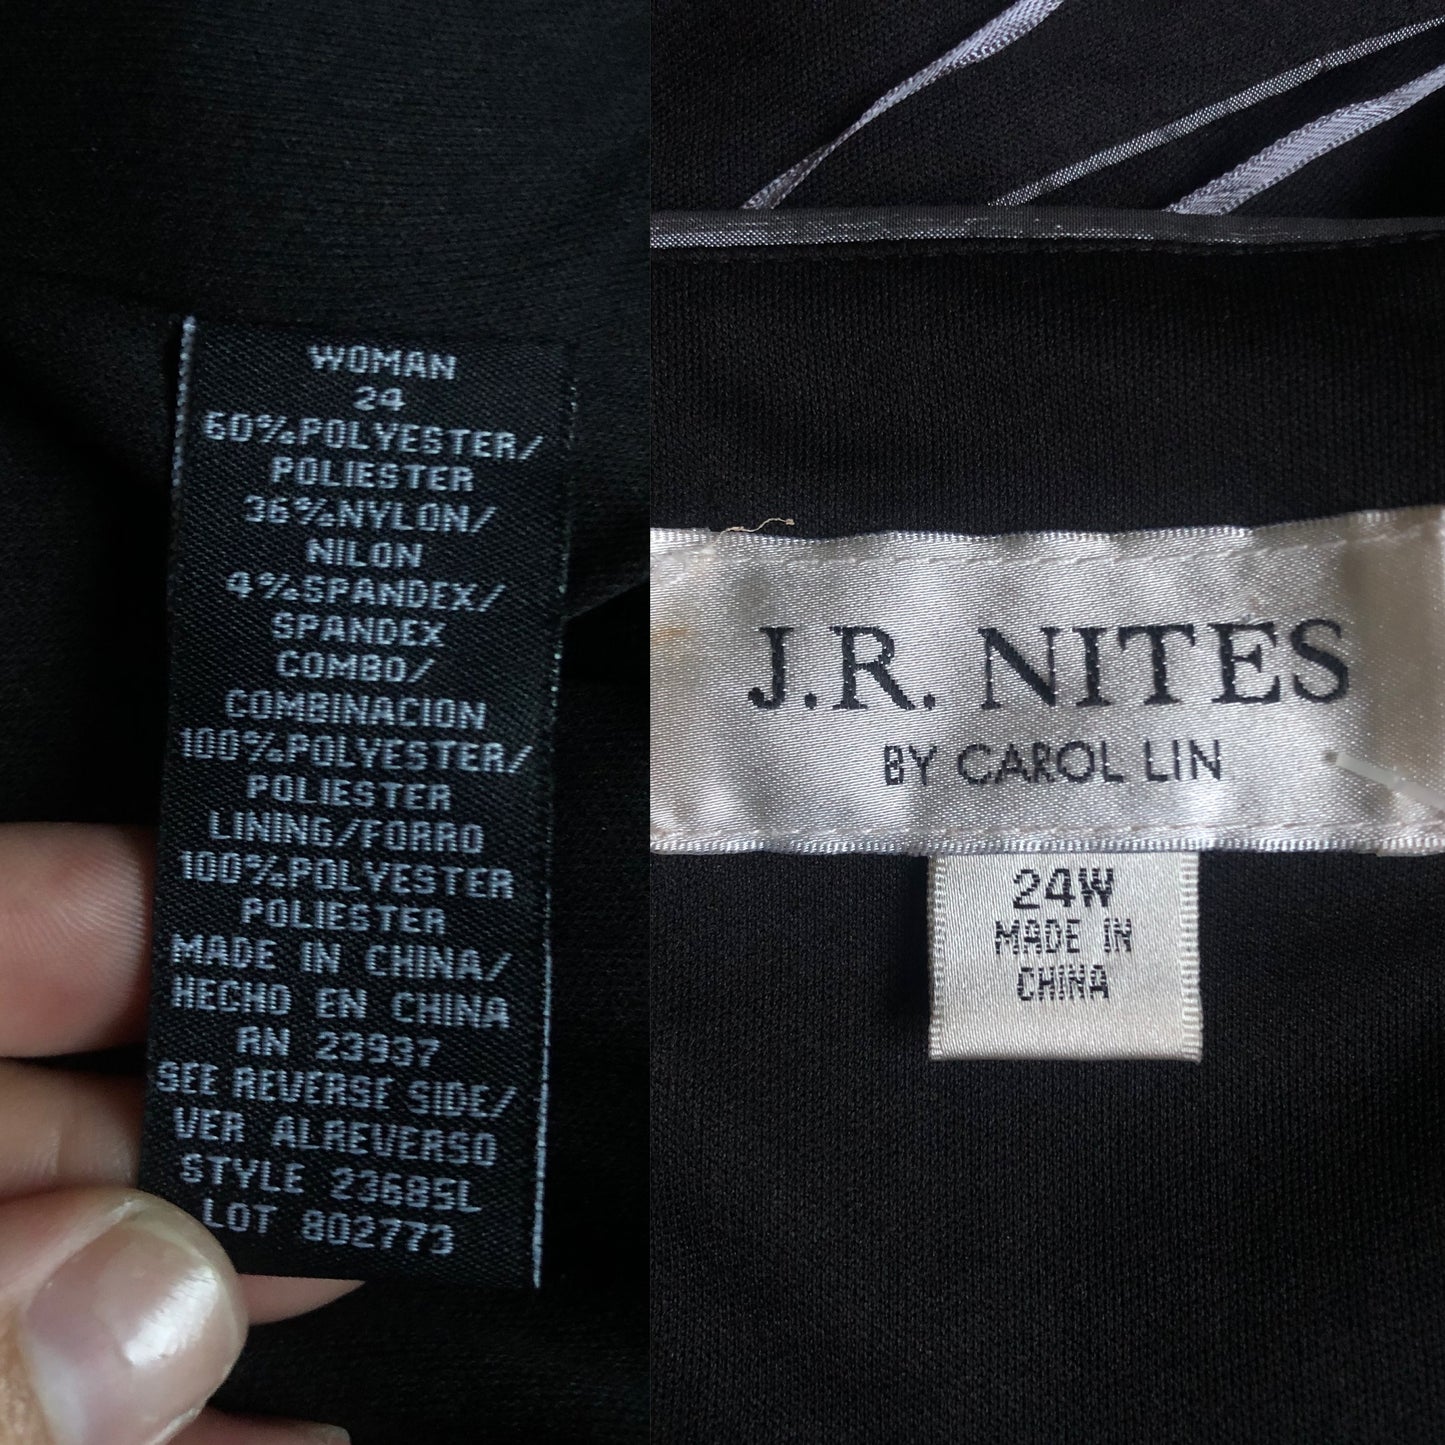 WOMAN
24
60%POLYESTER/
POLIESTER
36%NYLON/
NILON
4%SPANDEX/
SPANDEX
COMBO/
COMBINACION
100%POLYESTER/
POLIESTER
LINING/FORRO
100%POLYESTER
POLIESTER
MADE IN CHINA/
HECHO EN CHINA
RN 23937
SEE REVERSE SIDE/
VER ALREVERSO
STYLE 23685L
LOT 802773
J.R. NITES
BY CAROL LIN
24W
MADE IN
CHINA